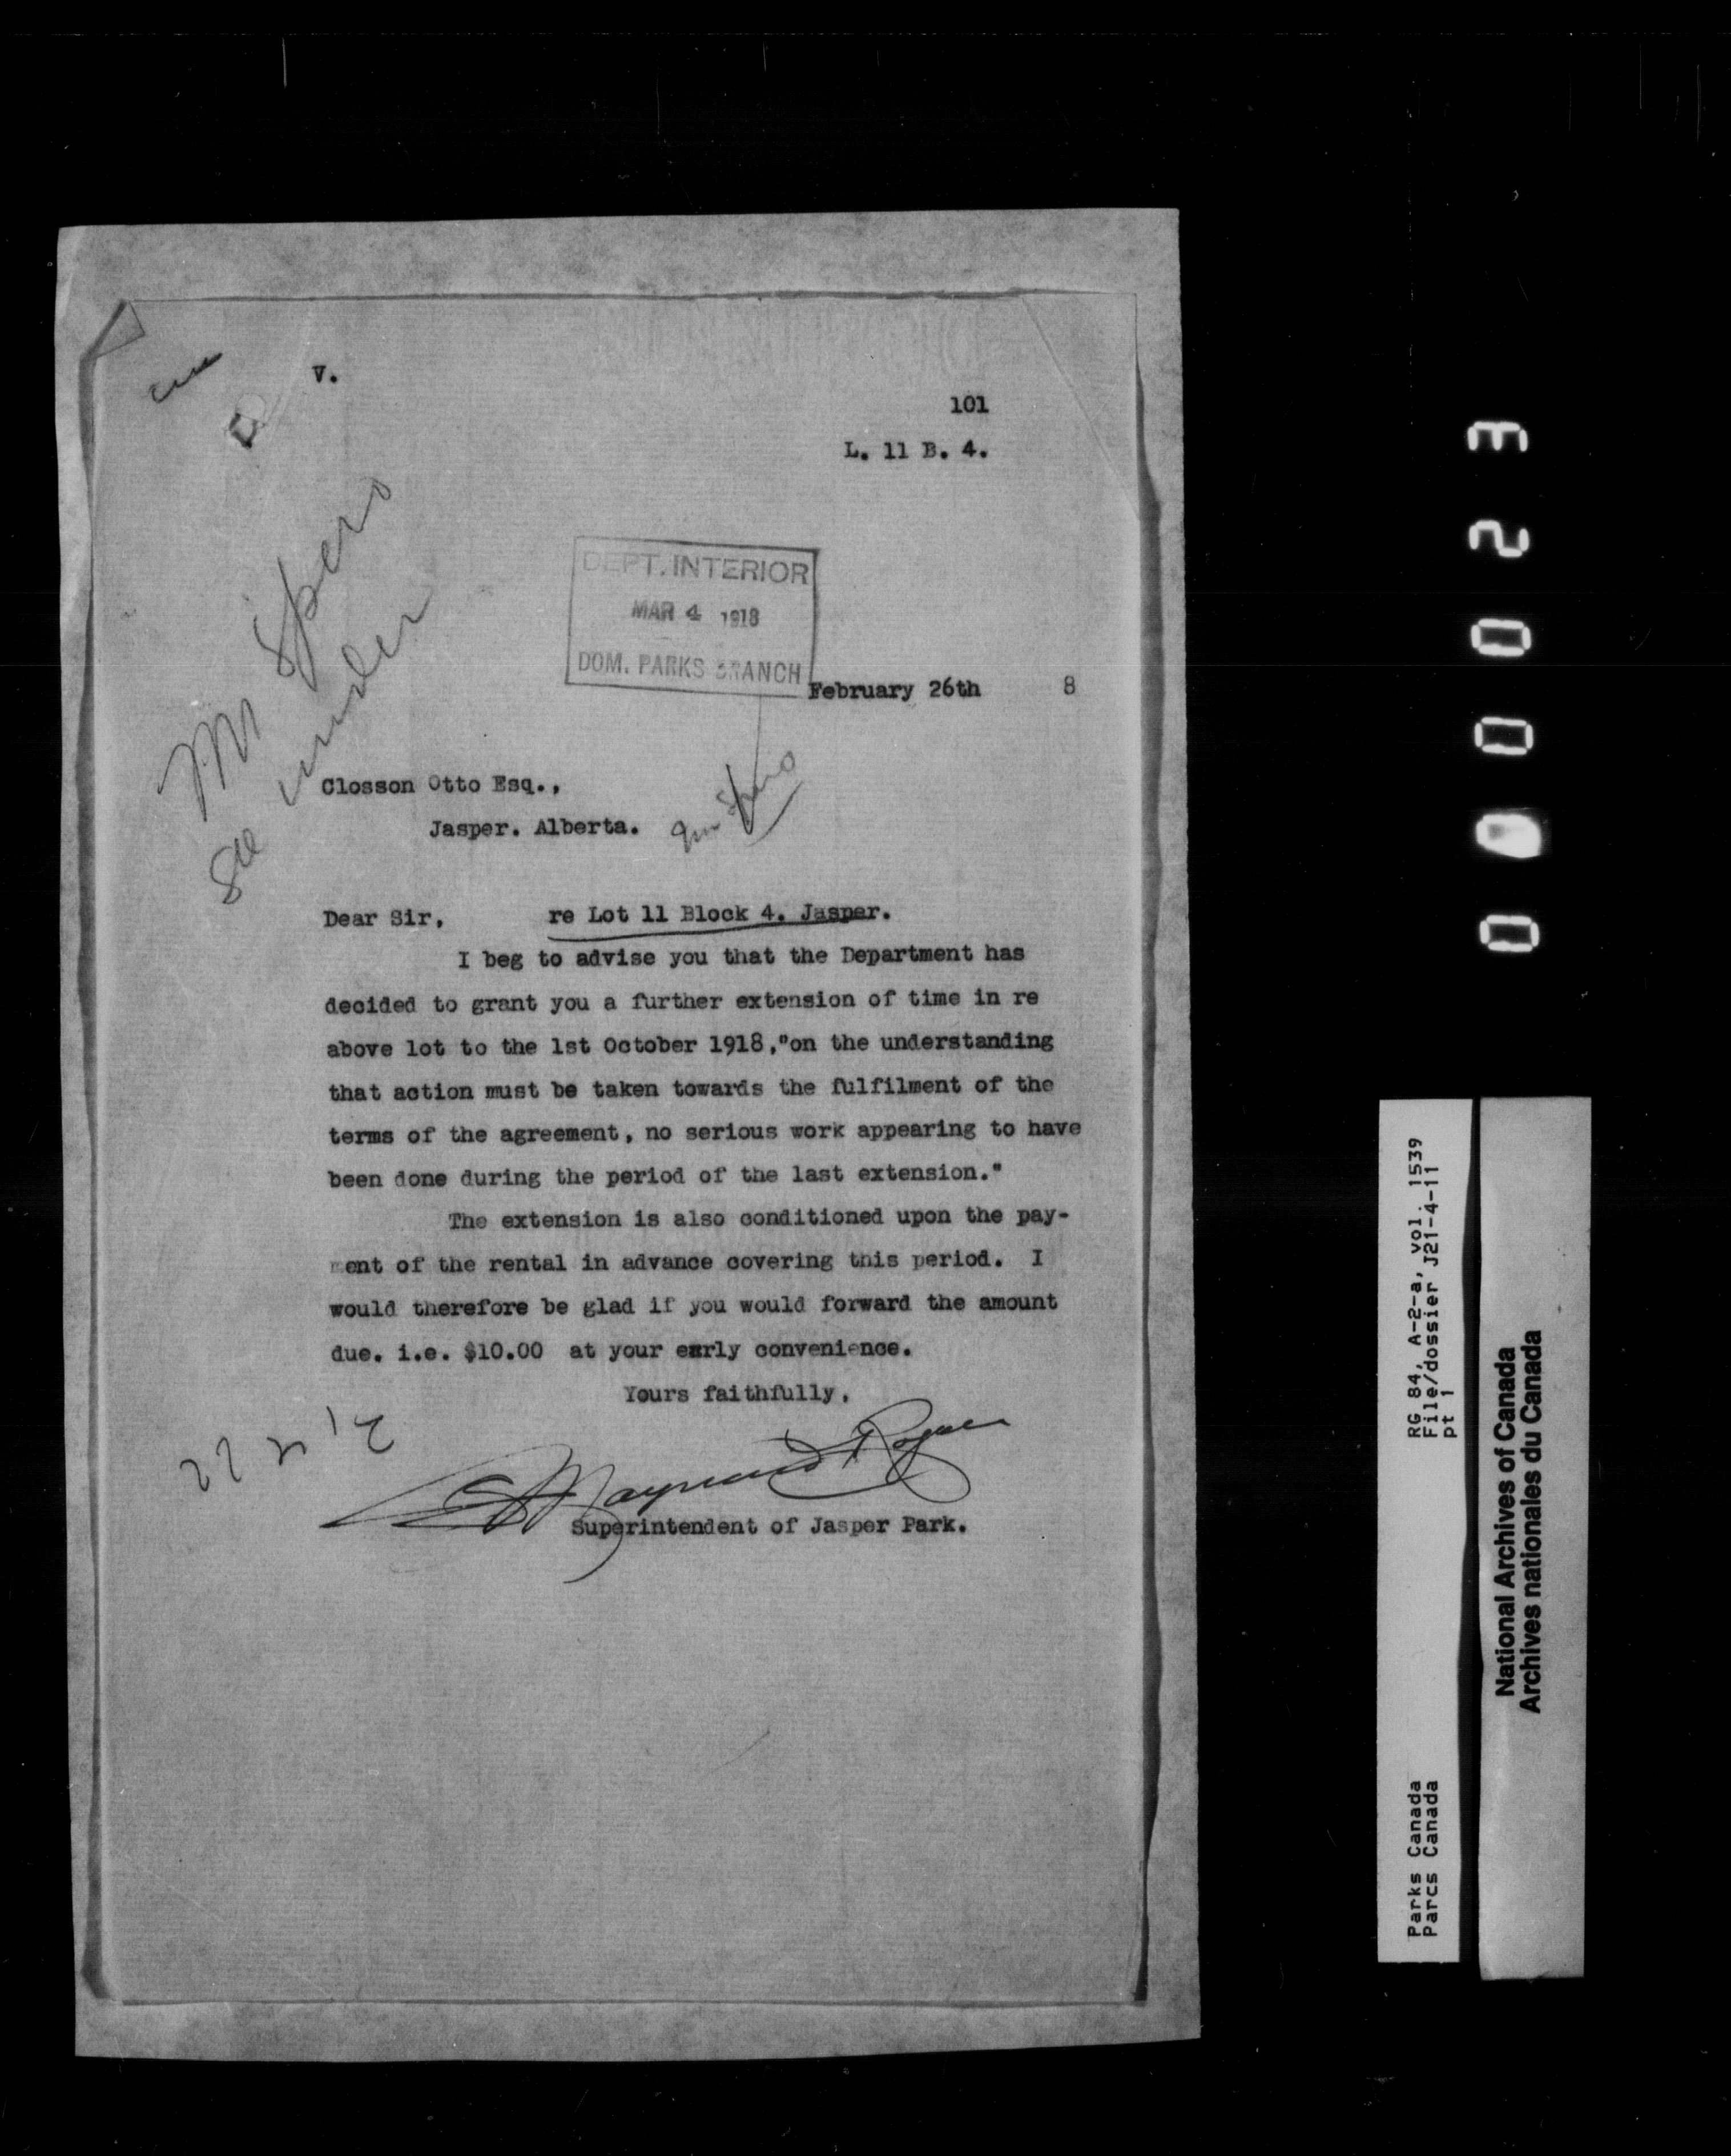 V.
101
L. 11 B. 4.
Mr Spero
See under
DEPT. INTERIOR
MAR 4 1918
DOM. PARKS BRANCH
February 26th 8
Closson Otto Esq.,
Jasper. Alberta.
Spero
Dear Sir, re Lot 11 Block 4. Jasper.
I beg to advise you that the Department has
decided to grant you a further extension of time in re
above lot to the 1st October 1918,"on the understanding
that action must be taken towards the fulfilment of the
terms of the agreement, no serious work appearing to have
been done during the period of the last extension."
The extension is also conditioned upon the pay-
ment of the rental in advance covering this period. I
would therefore be glad if you would forward the amount
due. i.e. $10.00 at your early convenience.
Yours faithfully,
S Maynard Rogers
Superintendent of Jasper Park.
RG 84, A-2-a, vol. 1539
File/dossier J21-4-11
pt 1
Parks Canada
Parcs Canada
National Archives of Canada
Archives nationales du Canada